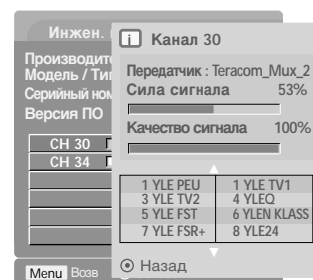 Инжен.
Производит
Модель / Ти
Серийный ном
Версия ПО
CH 30
CH 34
Menu Возв
i Канал 30
Передатчик : Teracom_Mux_2
Сила сигнала 53%
Качество сигнала 100%
1 YLE PEU 1 YLE TV1
3 YLE TV2 4 YLEQ
5 YLE FST 6 YLEN KLASS
7 YLE FSR+ 8 YLE24
Назад